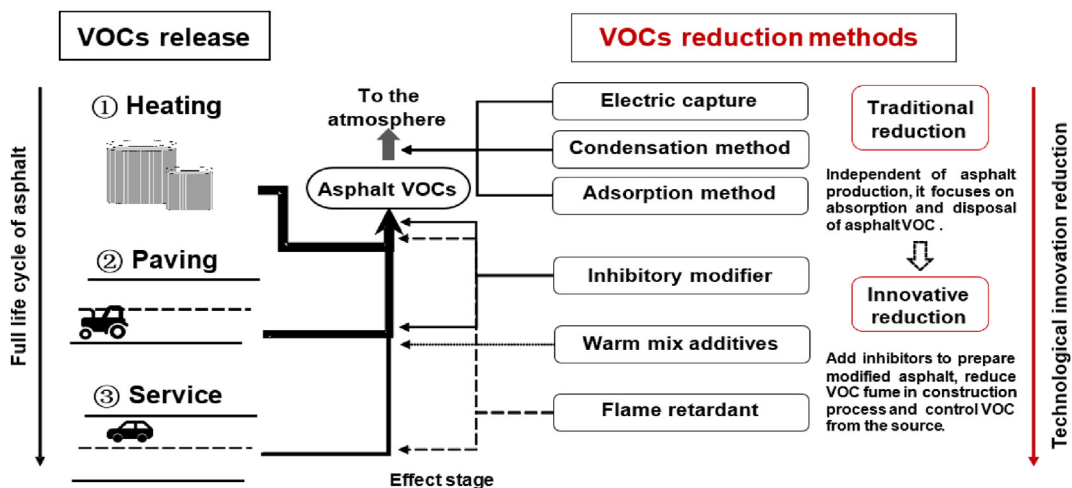 VOCs release
VOCs reduction methods
Full life cycle of asphalt
① Heating
② Paving
③ Service
To the
atmosphere
Asphalt VOCs
Effect stage
Electric capture
Condensation method
Adsorption method
Inhibitory modifier
Warm mix additives
Flame retardant
Traditional
reduction
Independent of asphalt
production, it focuses on
absorption and disposal
of asphalt VOC .
Innovative
reduction
Add inhibitors to prepare
modified asphalt, reduce
VOC fume in construction
process and control VOC
from the source.
Technological innovation reduction